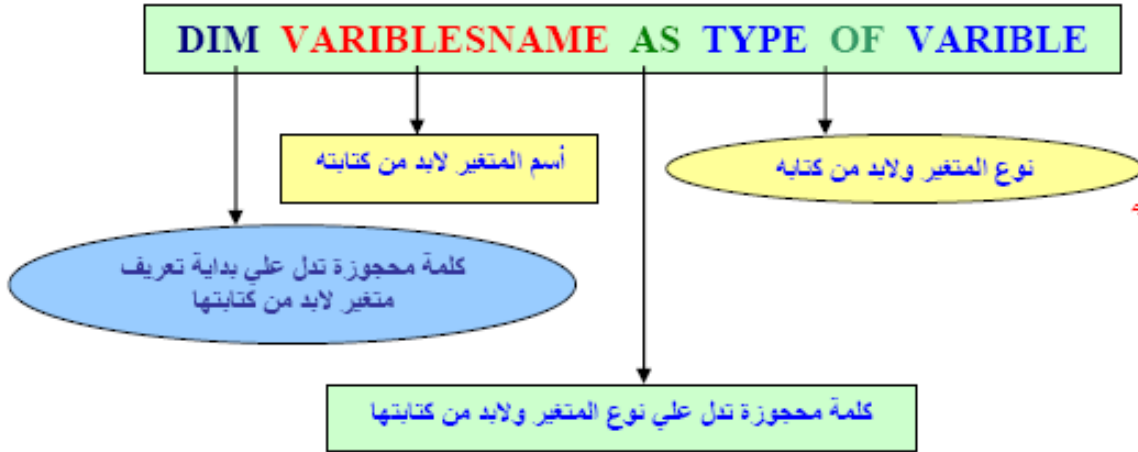 DIM VARIBLESNAME AS TYPE OF VARIBLE
أسم المتغير لابد من كتابته
نوع المتغير ولابد من كتابه
كلمة محجوزة تدل علي بداية تعريف
متغير لابد من كتابتها
كلمة محجوزة تدل علي نوع المتغير ولابد من كتابتها